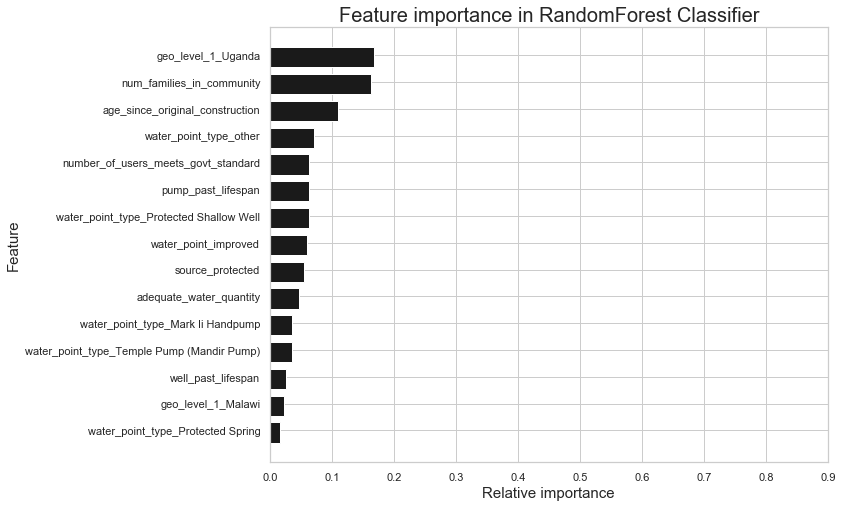 Feature importance in RandomForest Classifier
geo_level_1_Uganda
num_families_in_community
age_since_original_construction
water_point_type_other
number_of_users_meets_govt_standard
pump_past_lifespan
water_point_type_Protected Shallow Well
water_point_improved
source_protected
adequate_water_quantity
water_point_type_Mark Ii Handpump
water_point_type_Temple Pump (Mandir Pump)
well_past_lifespan
geo_level_1_Malawi
water_point_type_Protected Spring
Feature
0.0 0.1 0.2 0.3 0.4 0.5 0.6 0.7 0.8 0.9
Relative importance